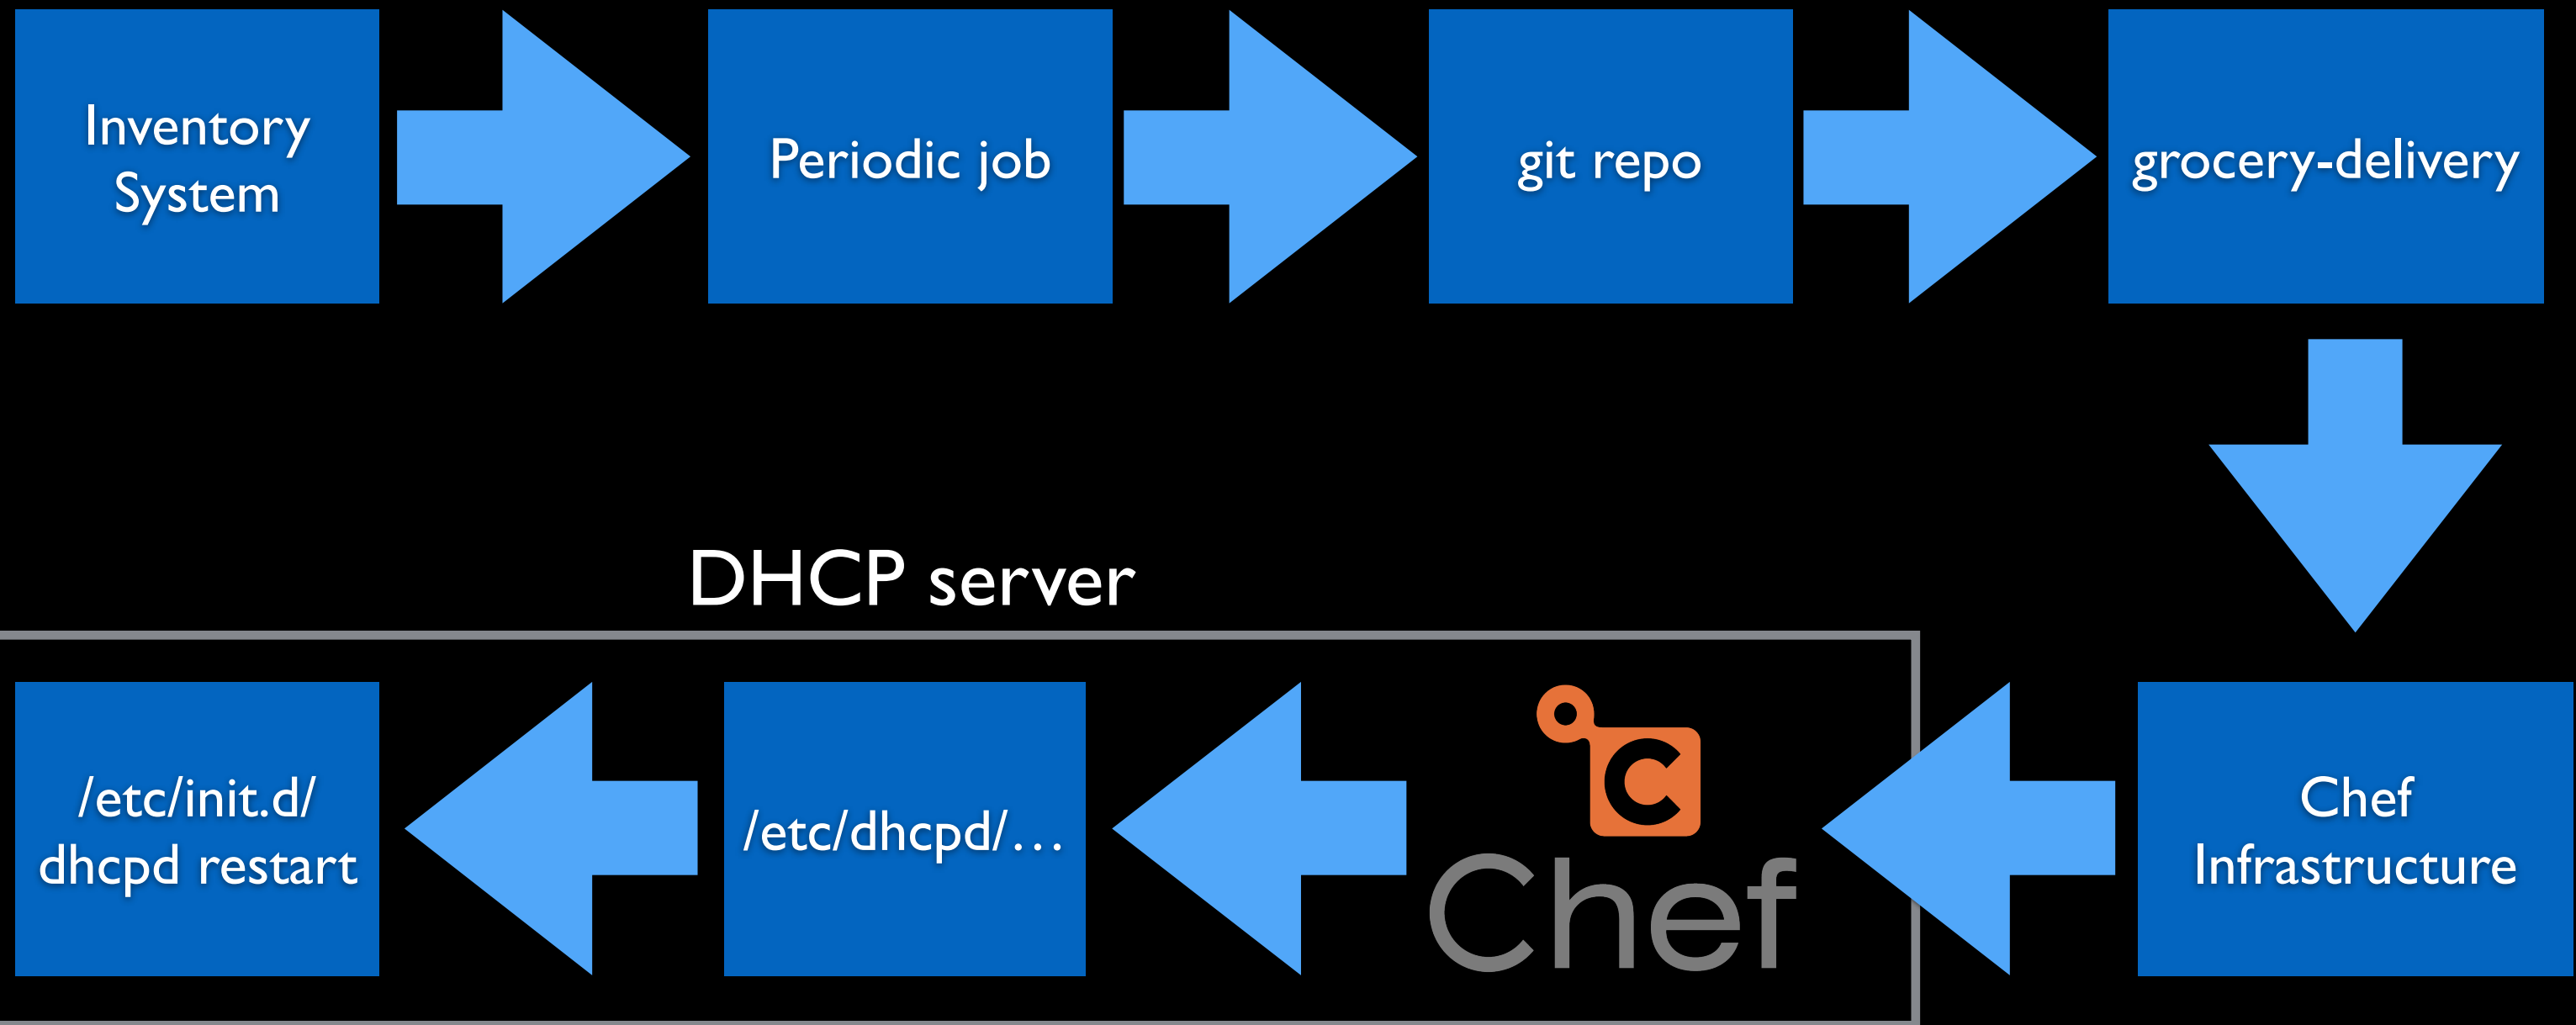 Inventory
System
Periodic job
git repo
grocery-delivery
DHCP server
/etc/init.d/
dhcpd restart
/etc/dhcpd/…
Chef
Chef
Infrastructure